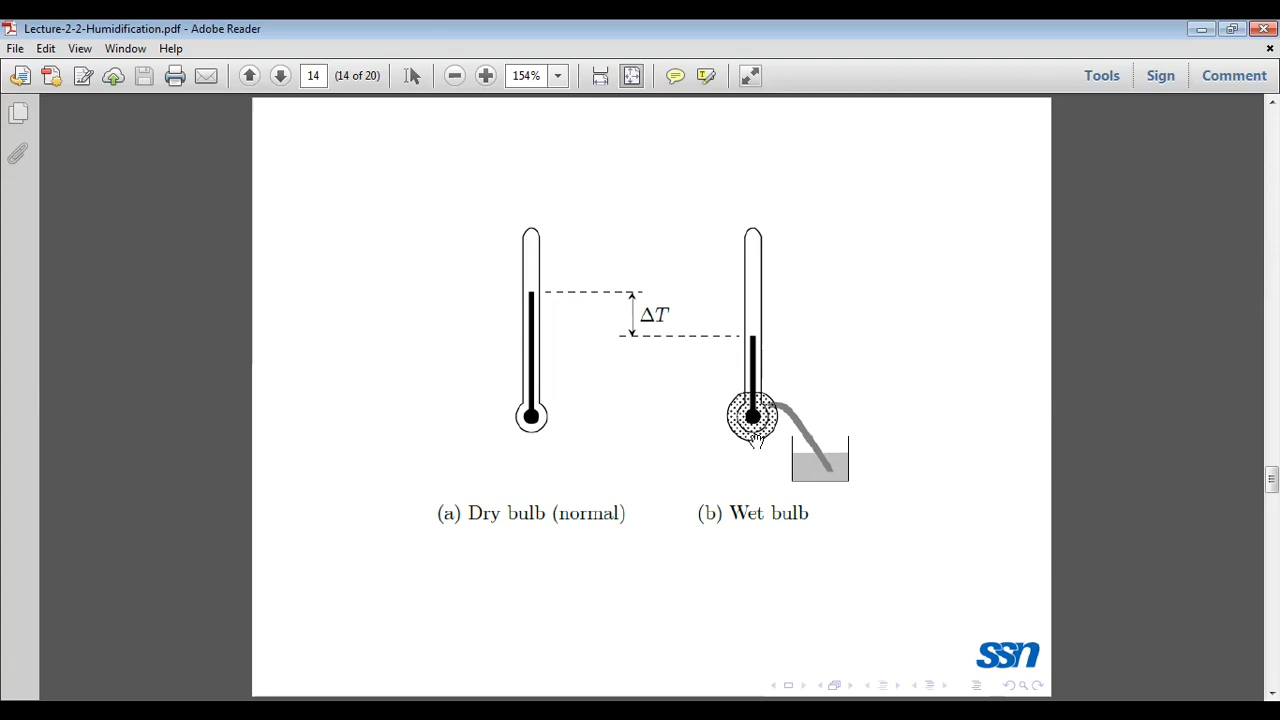 Lecture-2-2-Humidification.pdf - Adobe Reader
File Edit View Window Help
14 (14 of 20) 154% Tools Sign Comment
ΔT
(a) Dry bulb (normal) (b) Wet bulb
ssn